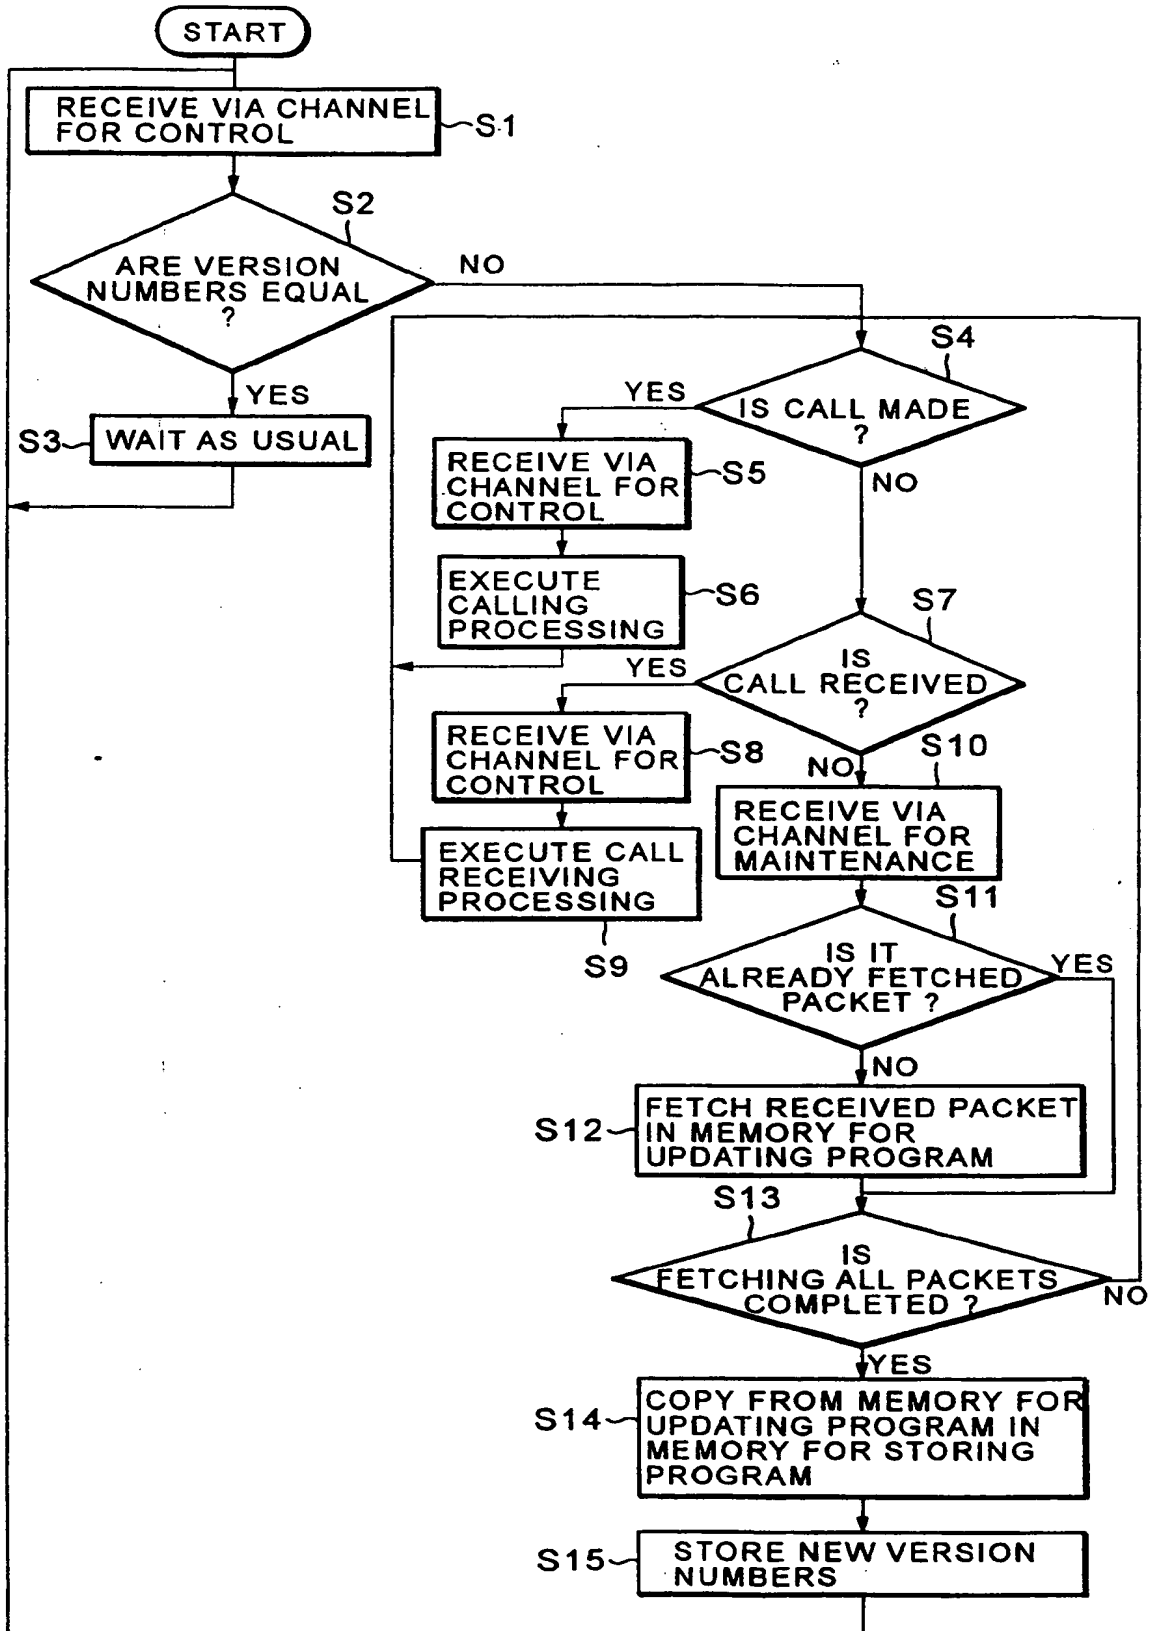 START
RECEIVE VIA CHANNEL
FOR CONTROL
S1
S2
ARE VERSION
NUMBERS EQUAL
?
NO
YES
S3
WAIT AS USUAL
S4
IS CALL MADE
?
YES
NO
RECEIVE VIA
CHANNEL FOR
CONTROL
S5
EXECUTE
CALLING
PROCESSING
S6
S7
IS
CALL RECEIVED
?
YES
NO
RECEIVE VIA
CHANNEL FOR
CONTROL
S8
EXECUTE CALL
RECEIVING
PROCESSING
S9
S10
RECEIVE VIA
CHANNEL FOR
MAINTENANCE
S11
IS IT
ALREADY FETCHED
PACKET ?
YES
NO
S12
FETCH RECEIVED PACKET
IN MEMORY FOR
UPDATING PROGRAM
S13
IS
FETCHING ALL PACKETS
COMPLETED ?
NO
YES
S14
COPY FROM MEMORY FOR
UPDATING PROGRAM IN
MEMORY FOR STORING
PROGRAM
S15
STORE NEW VERSION
NUMBERS